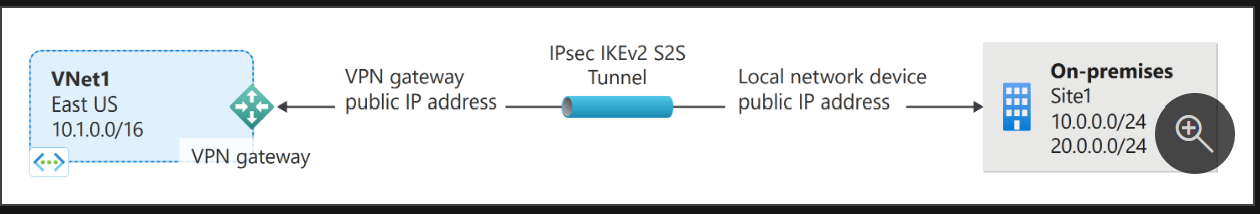 VNet1
East US
10.1.0.0/16
VPN gateway
VPN gateway
public IP address
IPsec IKEv2 S2S
Tunnel
Local network device
public IP address
On-premises
Site1
10.0.0.0/24
20.0.0.0/24